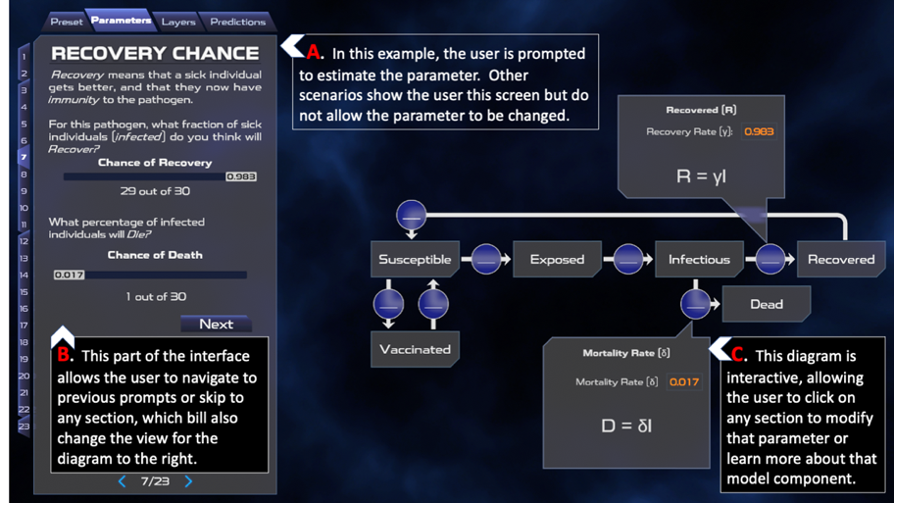 Preset Parameters Layers Predictions
1
2
3
4
5
6
7
8
9
10
11
12
13
14
15
16
17
18
19
20
21
22
23
RECOVERY CHANCE
Recovery means that a sick individual
gets better, and that they now have
immunity to the pathogen.
For this pathogen, what fraction of sick
individuals [infected] do you think will
Recover?
Chance of Recovery
0.983
29 out of 30
What percentage of infected
individuals will Die?
Chance of Death
0.017
1 out of 30
Next
B. This part of the interface
allows the user to navigate to
previous prompts or skip to
any section, which bill also
change the view for the
diagram to the right.
< 7/23 >
A. In this example, the user is prompted
to estimate the parameter. Other
scenarios show the user this screen but do
not allow the parameter to be changed.
Recovered [R]
Recovery Rate [γ]: 0.983
R = γI
Susceptible
Exposed
Infectious
Recovered
Dead
Vaccinated
Mortality Rate [δ]
Mortality Rate [δ] 0.017
D = δI
C. This diagram is
interactive, allowing
the user to click on
any section to modify
that parameter or
learn more about that
model component.